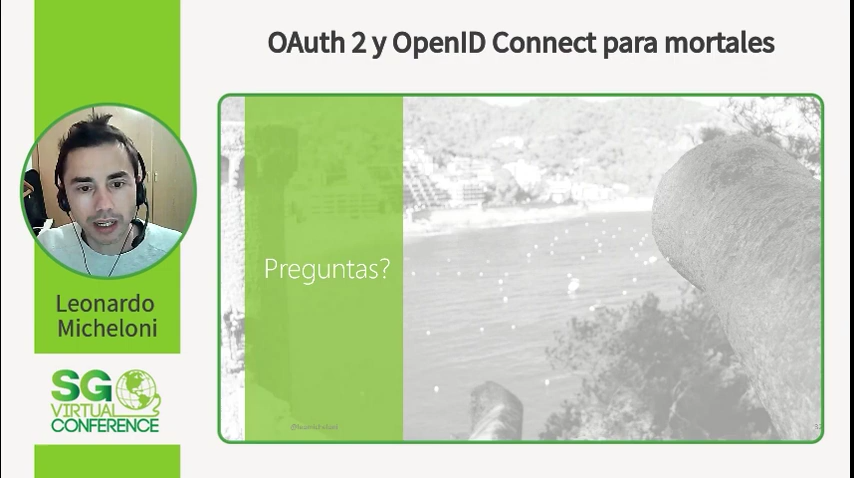 OAuth 2 y OpenID Connect para mortales
Preguntas?
Leonardo
Micheloni
SG
VIRTUAL
CONFERENCE